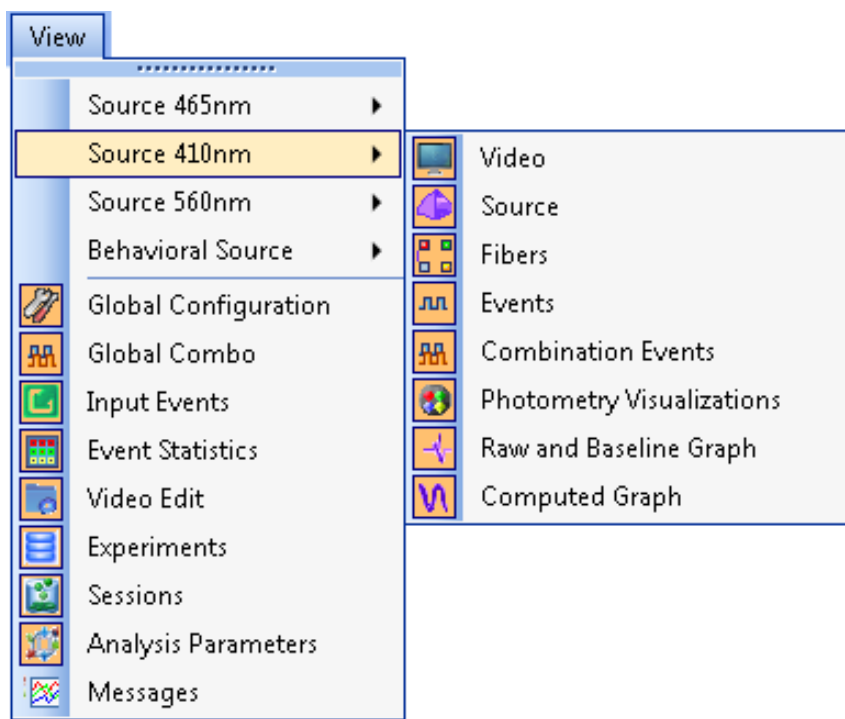 View
Source 465nm
Source 410nm
Source 560nm
Behavioral Source
Global Configuration
Global Combo
Input Events
Event Statistics
Video Edit
Experiments
Sessions
Analysis Parameters
Messages
Video
Source
Fibers
Events
Combination Events
Photometry Visualizations
Raw and Baseline Graph
Computed Graph